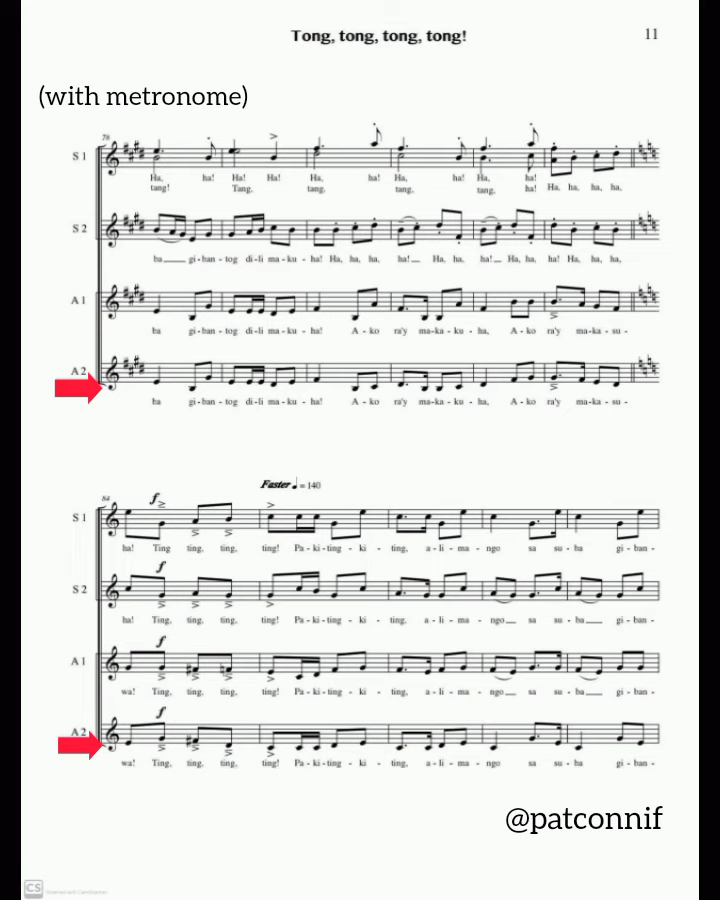 Tong, tong, tong, tong!
11
(with metronome)
78
S 1
Ha, ha! Ha! Ha! Ha! Ha, ha! Ha, ha! Ha, ha!
tang! Tang, tang, tang, tang. ha! Ha, ha, ha, ha,
S 2
ba gi - ban - tog di - li ma - ku - ha! Ha, ha, ha, ha! Ha, ha, ha! Ha, ha, ha! Ha, ha, ha,
A 1
ba gi - ban - tog di - li ma - ku - ha! A - ko ra'y ma - ka - ku - ha, A - ko ra'y ma - ka - su -
A 2
ba gi - ban - tog di - li ma - ku - ha! A - ko ra'y ma - ka - ku - ha, A - ko ra'y ma - ka - su -
Faster ♩ = 140
84
f
S 1
ha! Ting ting, ting, ting! Pa - ki - ting - ki - ting, a - li - ma - ngo sa su - ba gi - ban -
f
S 2
ha! Ting, ting, ting, ting! Pa - ki - ting - ki - ting, a - li - ma - ngo sa su - ba gi - ban -
f
A 1
wa! Ting, ting, ting, ting! Pa - ki - ting - ki - ting, a - li - ma - ngo sa su - ba gi - ban -
f
A 2
wa! Ting, ting, ting, ting! Pa - ki - ting - ki - ting, a - li - ma - ngo sa su - ba gi - ban -
@patconnif
CS